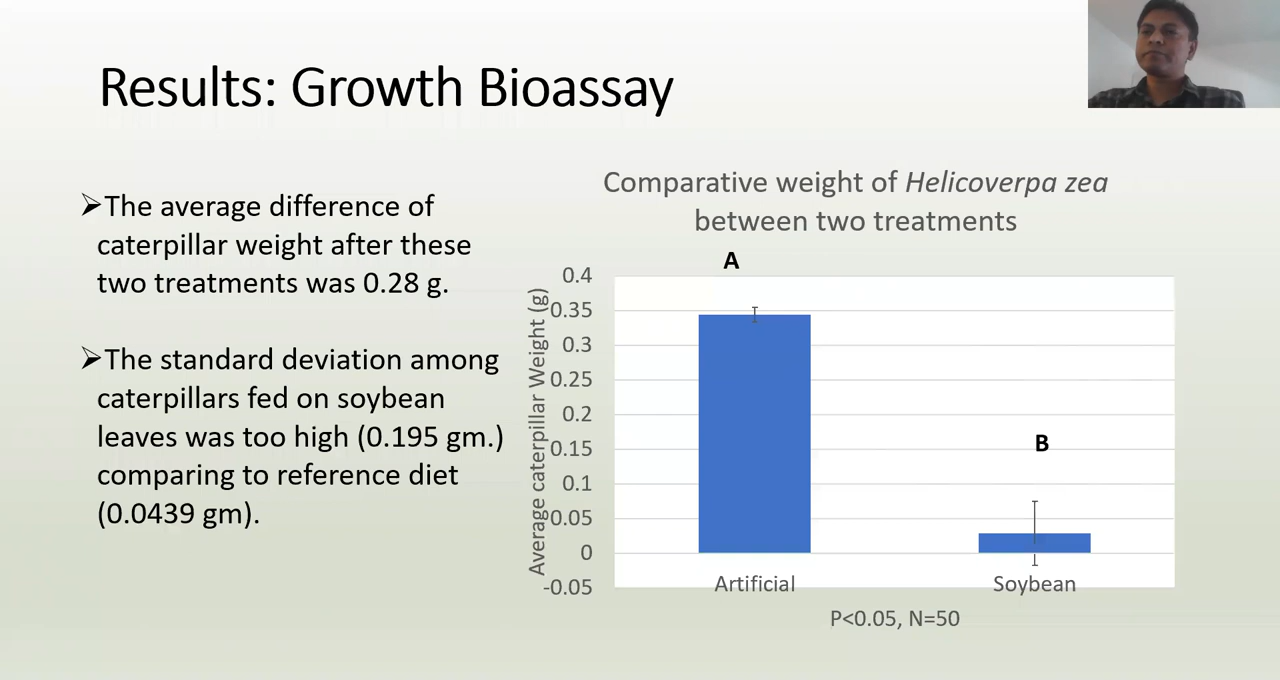 Results: Growth Bioassay
➢The average difference of
caterpillar weight after these
two treatments was 0.28 g.
➢The standard deviation among
caterpillars fed on soybean
leaves was too high (0.195 gm.)
comparing to reference diet
(0.0439 gm).
Comparative weight of Helicoverpa zea
between two treatments
A
B
Average caterpillar Weight (g)
0.4
0.35
0.3
0.25
0.2
0.15
0.1
0.05
0
-0.05
Artificial
Soybean
P<0.05, N=50